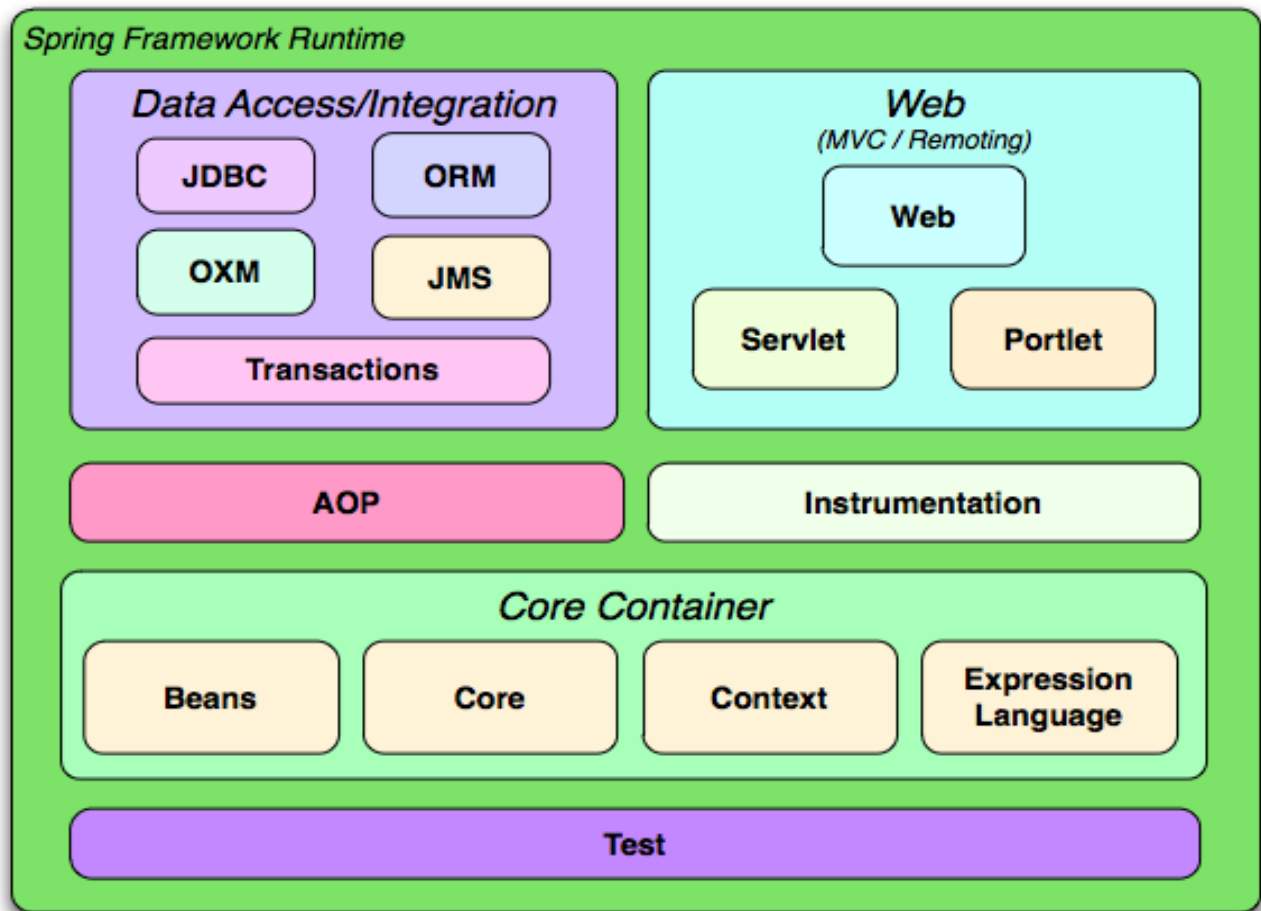 Spring Framework Runtime
Data Access/Integration
JDBC
ORM
OXM
JMS
Transactions
Web
(MVC / Remoting)
Web
Servlet
Portlet
AOP
Instrumentation
Core Container
Beans
Core
Context
Expression
Language
Test